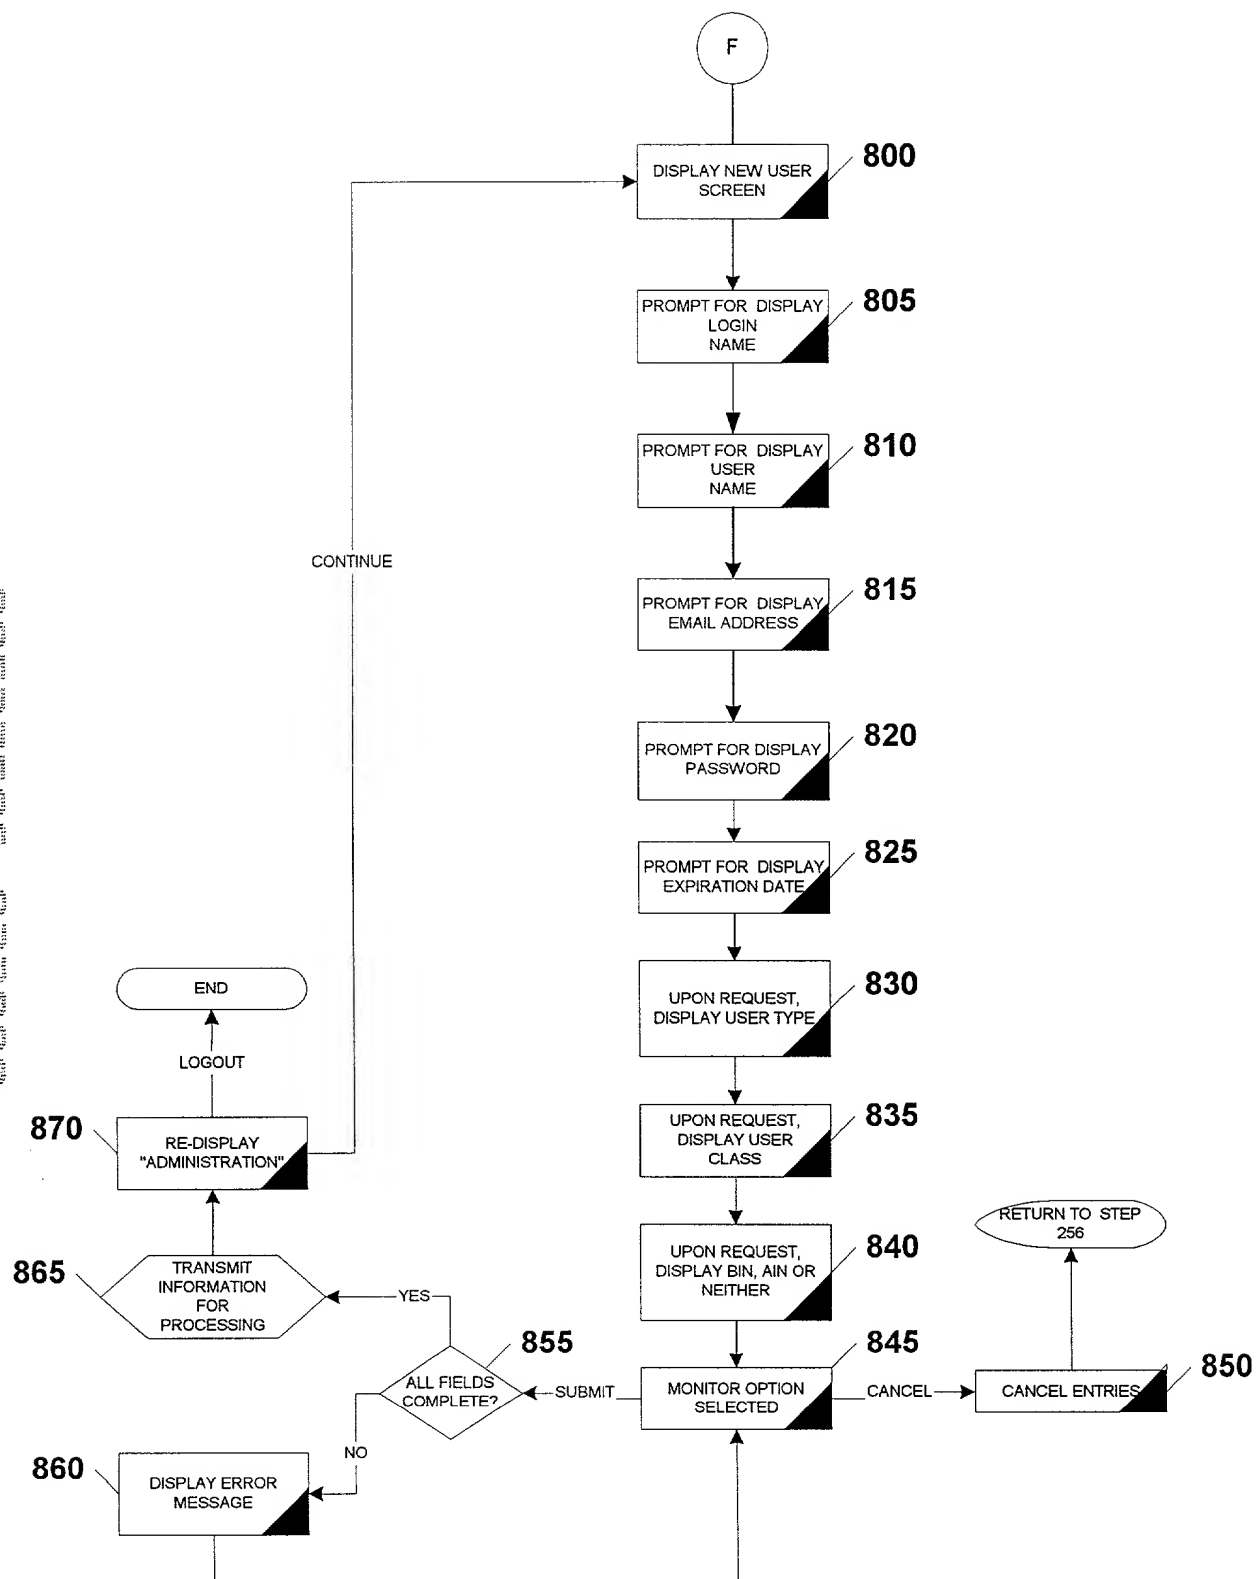 F
DISPLAY NEW USER
SCREEN
800
PROMPT FOR DISPLAY
LOGIN
NAME
805
PROMPT FOR DISPLAY
USER
NAME
810
CONTINUE
PROMPT FOR DISPLAY
EMAIL ADDRESS
815
PROMPT FOR DISPLAY
PASSWORD
820
PROMPT FOR DISPLAY
EXPIRATION DATE
825
END
UPON REQUEST,
DISPLAY USER TYPE
830
LOGOUT
870
RE-DISPLAY
"ADMINISTRATION"
UPON REQUEST,
DISPLAY USER
CLASS
835
RETURN TO STEP
256
865
TRANSMIT
INFORMATION
FOR
PROCESSING
YES
UPON REQUEST,
DISPLAY BIN, AIN OR
NEITHER
840
855
ALL FIELDS
COMPLETE?
SUBMIT
MONITOR OPTION
SELECTED
845
CANCEL
CANCEL ENTRIES
850
NO
860
DISPLAY ERROR
MESSAGE